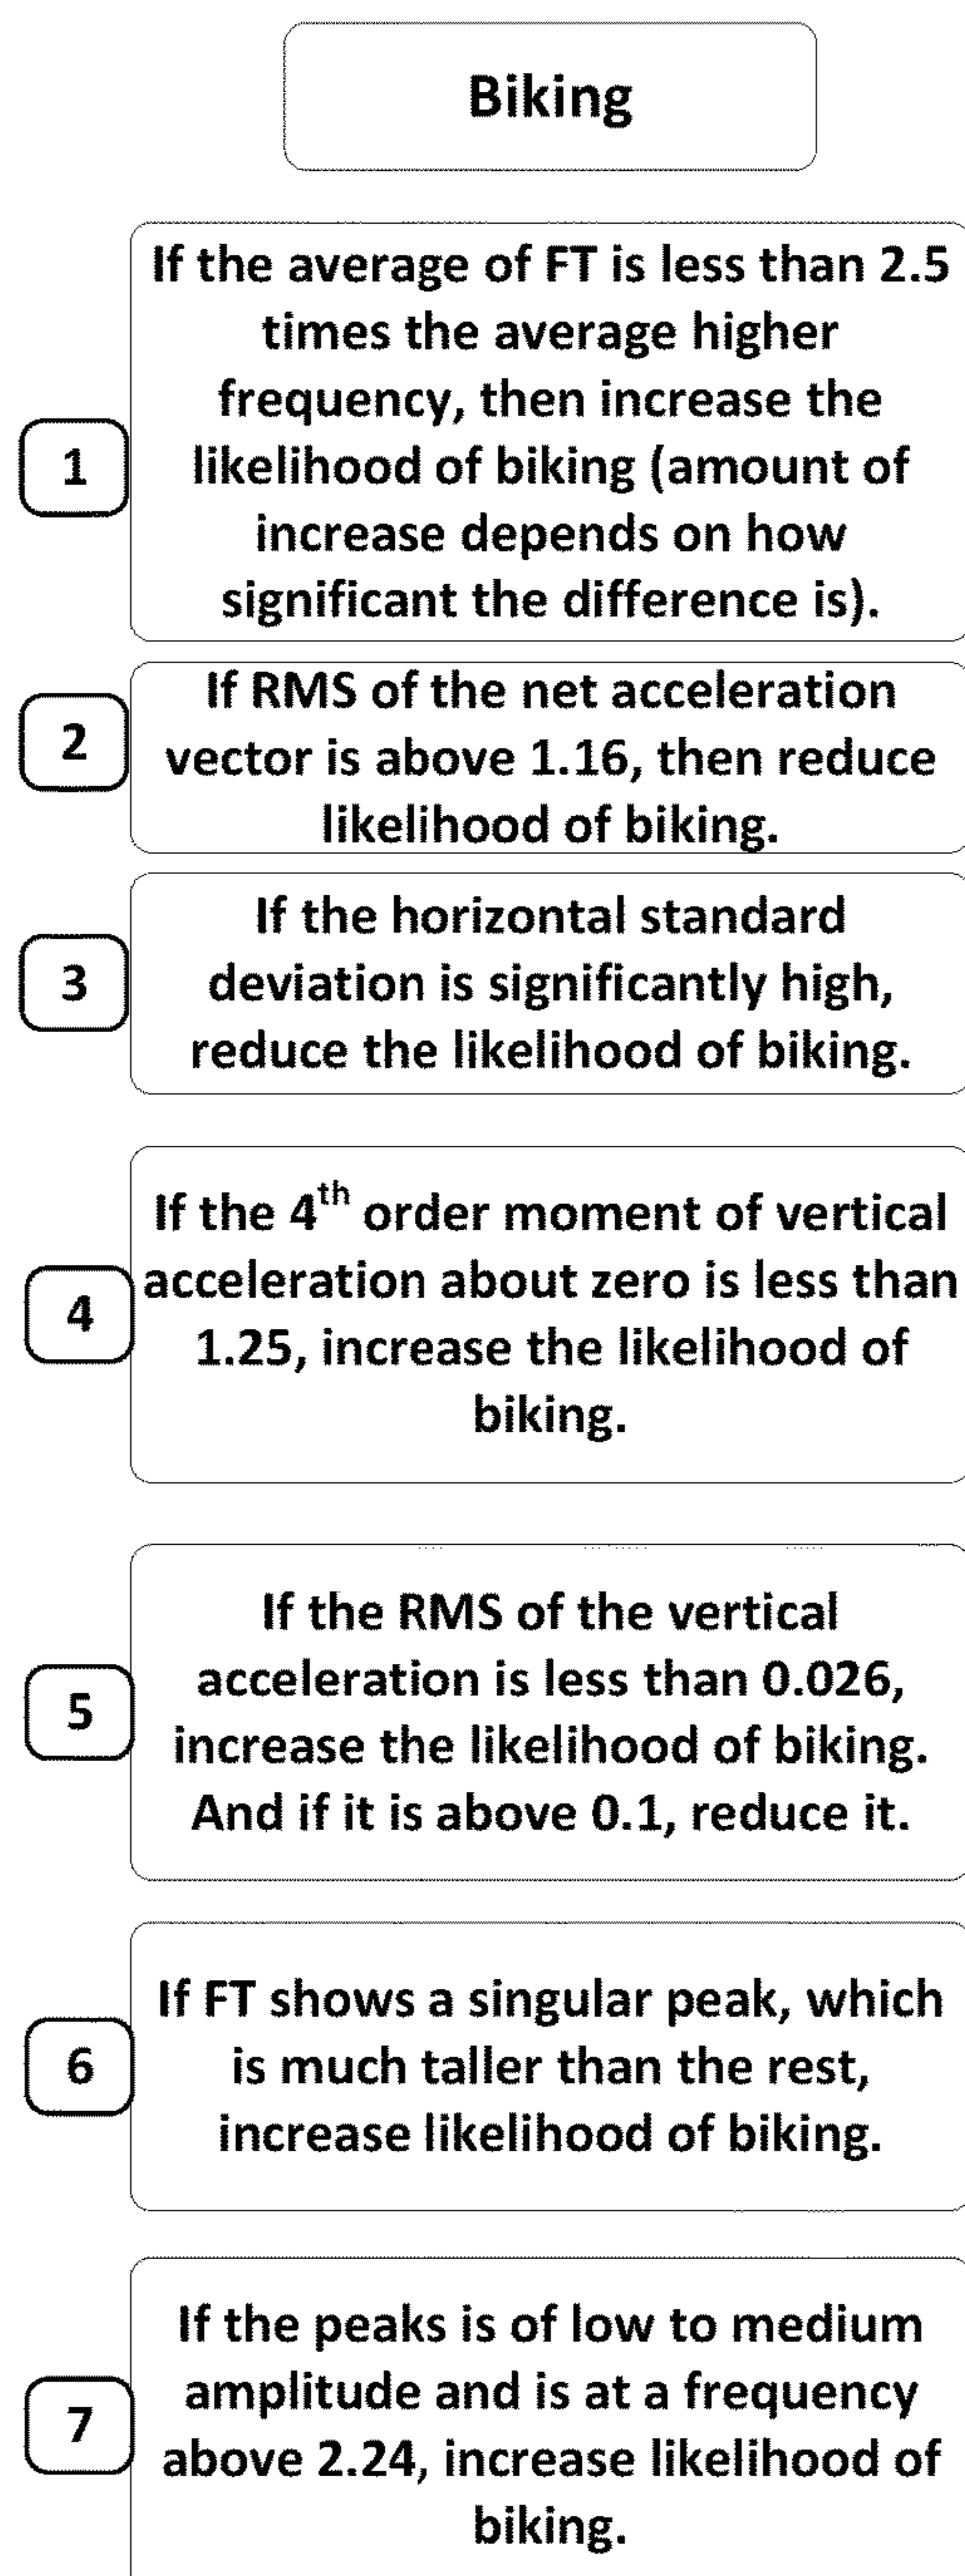 Biking
If the average of FT is less than 2.5
times the average higher
frequency, then increase the
1
likelihood of biking (amount of
increase depends on how
significant the difference is).
If RMS of the net acceleration
2
vector is above 1.16, then reduce
likelihood of biking.
If the horizontal standard
3
deviation is significantly high,
reduce the likelihood of biking.
If the 4th order moment of vertical
acceleration about zero is less than
4
1.25, increase the likelihood of
biking.
If the RMS of the vertical
acceleration is less than 0.026,
5
increase the likelihood of biking.
And if it is above 0.1, reduce it.
If FT shows a singular peak, which
6
is much taller than the rest,
increase likelihood of biking.
If the peaks is of low to medium
amplitude and is at a frequency
7
above 2.24, increase likelihood of
biking.